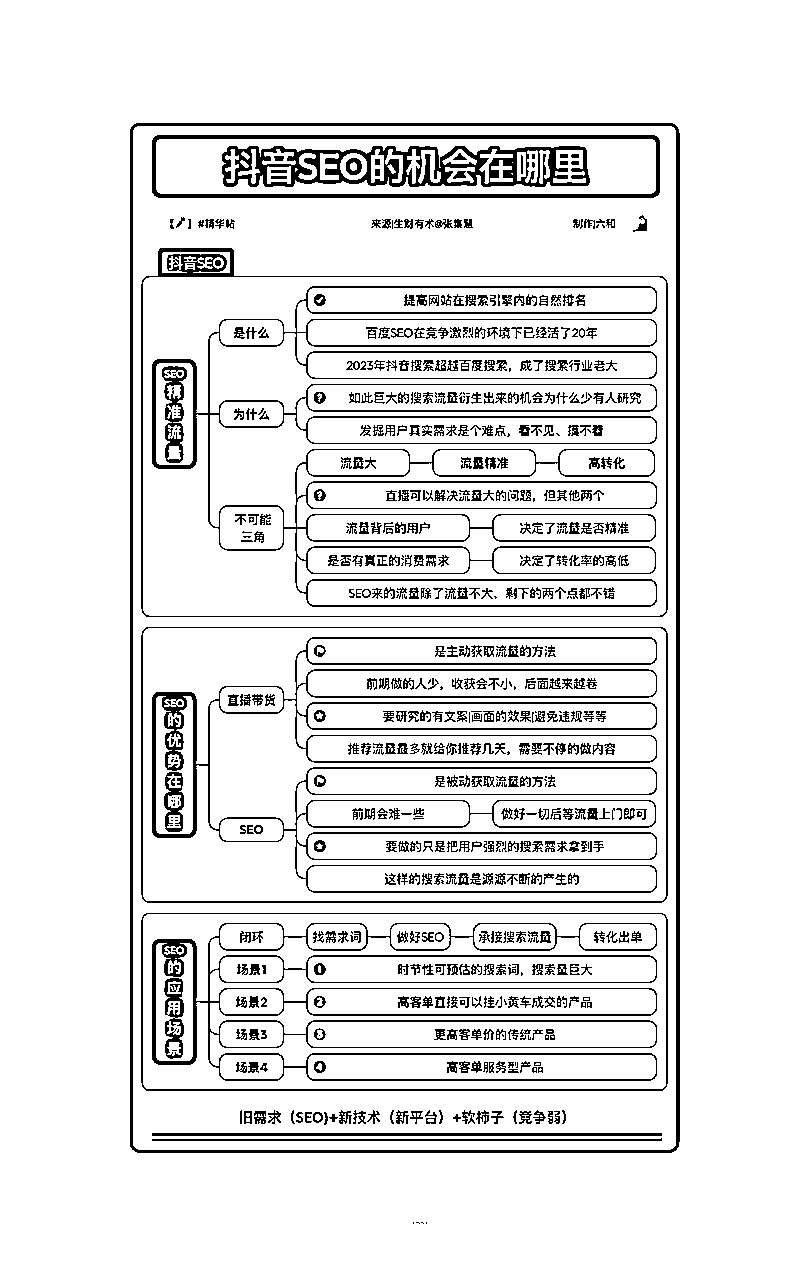 抖音SEO的机会在哪里
【】#精华帖 来源|生财有术@张集慧 制作|六和
抖音SEO
SEO精准流量
是什么
提高网站在搜索引擎内的自然排名
百度SEO在竞争激烈的环境下已经活了20年
2023年抖音搜索超越百度搜索，成了搜索行业老大
为什么
如此巨大的搜索流量衍生出来的机会为什么少有人研究
发掘用户真实需求是个难点，看不见、摸不着
不可能三角
流量大 流量精准 高转化
直播可以解决流量大的问题，但其他两个
流量背后的用户 决定了流量是否精准
是否有真正的消费需求 决定了转化率的高低
SEO来的流量除了流量不大、剩下的两个点都不错
SEO的优势在哪里
直播带货
是主动获取流量的方法
前期做的人少，收获会不小，后面越来越卷
要研究的有文案|画面的效果|避免违规等等
推荐流量最多就给你推荐几天，需要不停的做内容
SEO
是被动获取流量的方法
前期会难一些 做好一切后等流量上门即可
要做的只是把用户强烈的搜索需求拿到手
这样的搜索流量是源源不断的产生的
SEO的应用场景
闭环 找需求词 做好SEO 承接搜索流量 转化出单
场景1 1 时节性可预估的搜索词，搜索量巨大
场景2 2 高客单直接可以挂小黄车成交的产品
场景3 3 更高客单价的传统产品
场景4 4 高客单服务型产品
旧需求（SEO)+新技术（新平台）+软柿子（竞争弱）